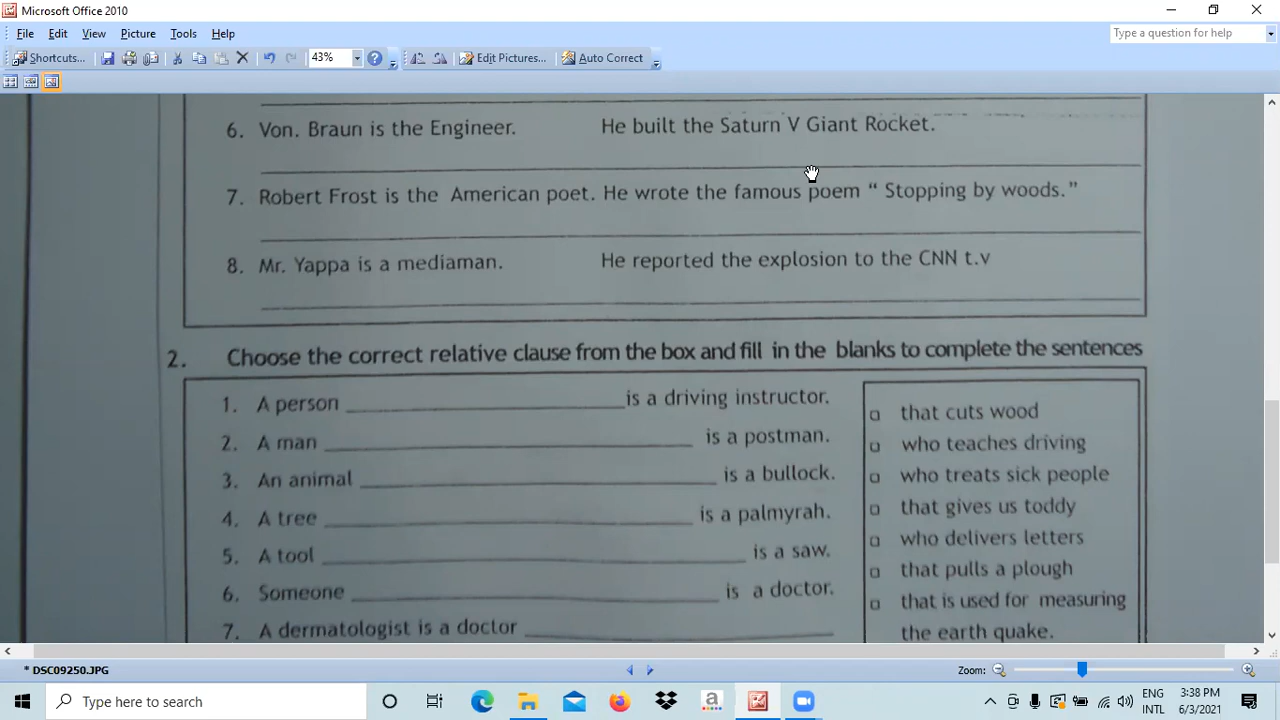 Microsoft Office 2010
File Edit View Picture Tools Help
Type a question for help
Shortcuts... 43% Edit Pictures... Auto Correct
6. Von. Braun is the Engineer. He built the Saturn V Giant Rocket.
7. Robert Frost is the American poet. He wrote the famous poem “ Stopping by woods.”
8. Mr. Yappa is a mediaman. He reported the explosion to the CNN t.v
2. Choose the correct relative clause from the box and fill in the blanks to complete the sentences
1. A person ____ is a driving instructor.
2. A man ____ is a postman.
3. An animal ____ is a bullock.
4. A tree ____ is a palmyrah.
5. A tool ____ is a saw.
6. Someone ____ is a doctor.
7. A dermatologist is a doctor ____
that cuts wood
who teaches driving
who treats sick people
that gives us toddy
who delivers letters
that pulls a plough
that is used for measuring
the earth quake.
* DSC09250.JPG
Zoom:
Type here to search
ENG
INTL
3:38 PM
6/3/2021